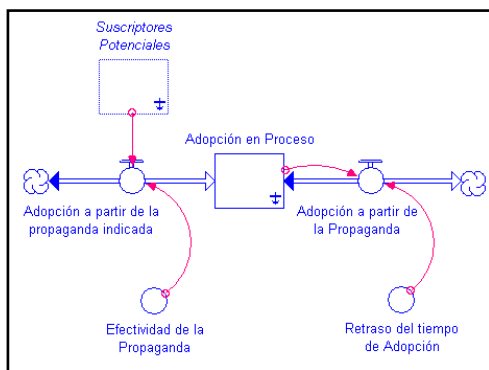 Suscriptores
Potenciales
Adopción en Proceso
Adopción a partir de la
propaganda indicada
Adopción a partir de
la Propaganda
Efectividad de la
Propaganda
Retraso del tiempo
de Adopción